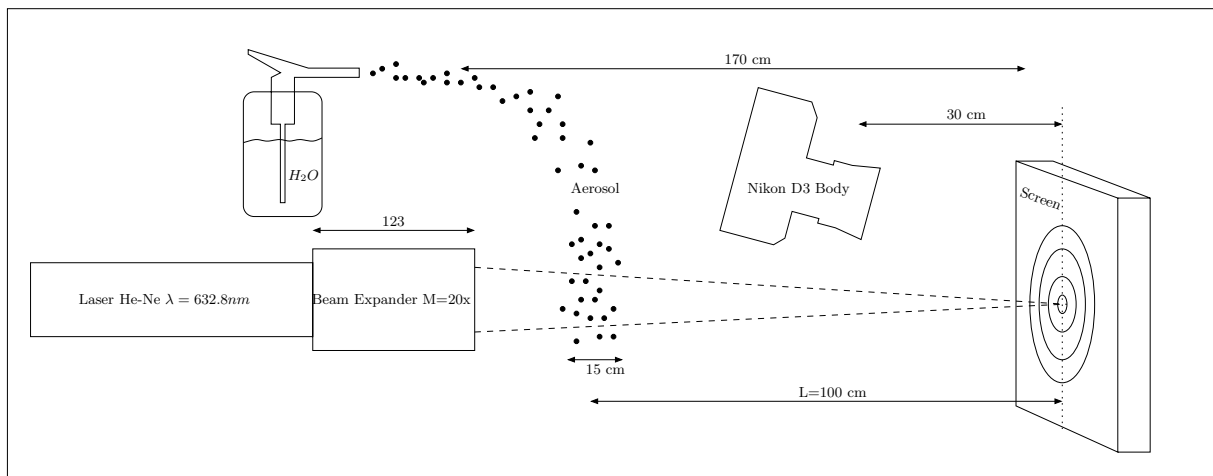 170 cm
30 cm
H₂O
Aerosol
Nikon D3 Body
Screen
123
Laser He-Ne λ = 632.8nm
Beam Expander M=20x
15 cm
L=100 cm